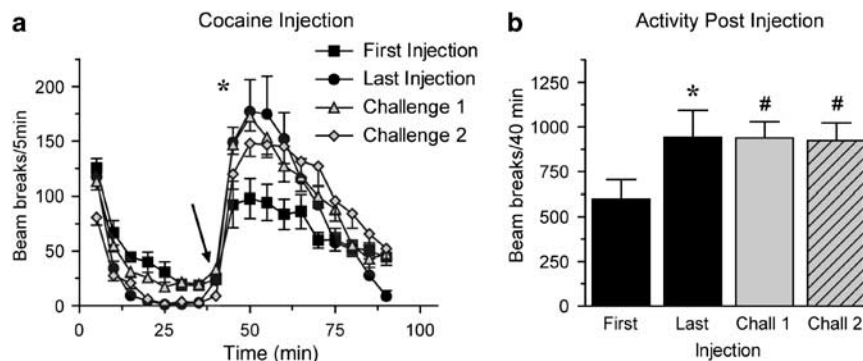 a
Cocaine Injection
First Injection
Last Injection
Challenge 1
Challenge 2
*
Beam breaks/5min
200
150
100
50
0
0 25 50 75 100
Time (min)
b
Activity Post Injection
Beam breaks/40 min
1250
1000
750
500
250
0
* # #
First Last Chall 1 Chall 2
Injection